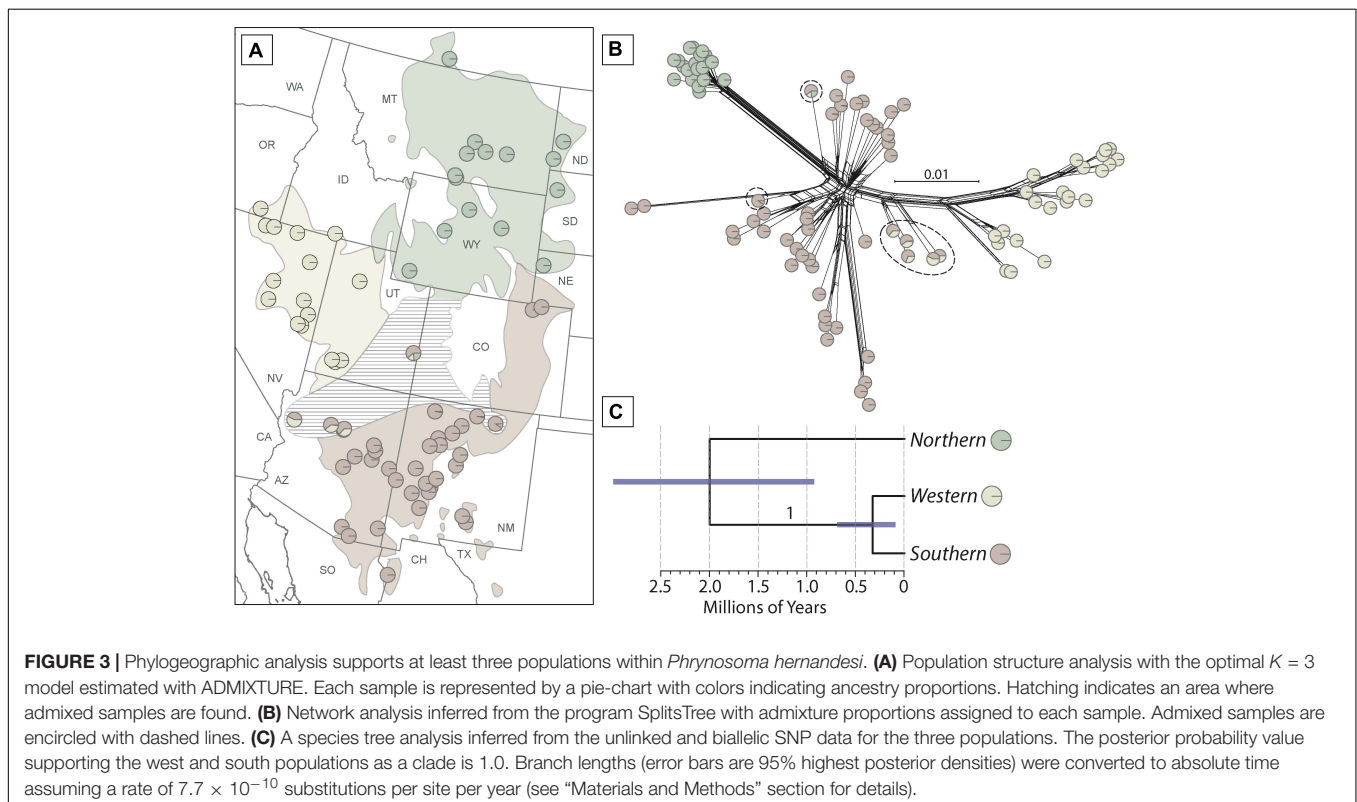 A
WA
MT
OR
ND
ID
SD
WY
NE
UT
CO
NV
CA
AZ
NM
SO
CH
TX
B
0.01
C
Northern
Western
1
Southern
2.5 2.0 1.5 1.0 0.5 0
Millions of Years
FIGURE 3 | Phylogeographic analysis supports at least three populations within Phrynosoma hernandesi. (A) Population structure analysis with the optimal K = 3
model estimated with ADMIXTURE. Each sample is represented by a pie-chart with colors indicating ancestry proportions. Hatching indicates an area where
admixed samples are found. (B) Network analysis inferred from the program SplitsTree with admixture proportions assigned to each sample. Admixed samples are
encircled with dashed lines. (C) A species tree analysis inferred from the unlinked and biallelic SNP data for the three populations. The posterior probability value
supporting the west and south populations as a clade is 1.0. Branch lengths (error bars are 95% highest posterior densities) were converted to absolute time
assuming a rate of 7.7 × 10⁻¹⁰ substitutions per site per year (see “Materials and Methods” section for details).